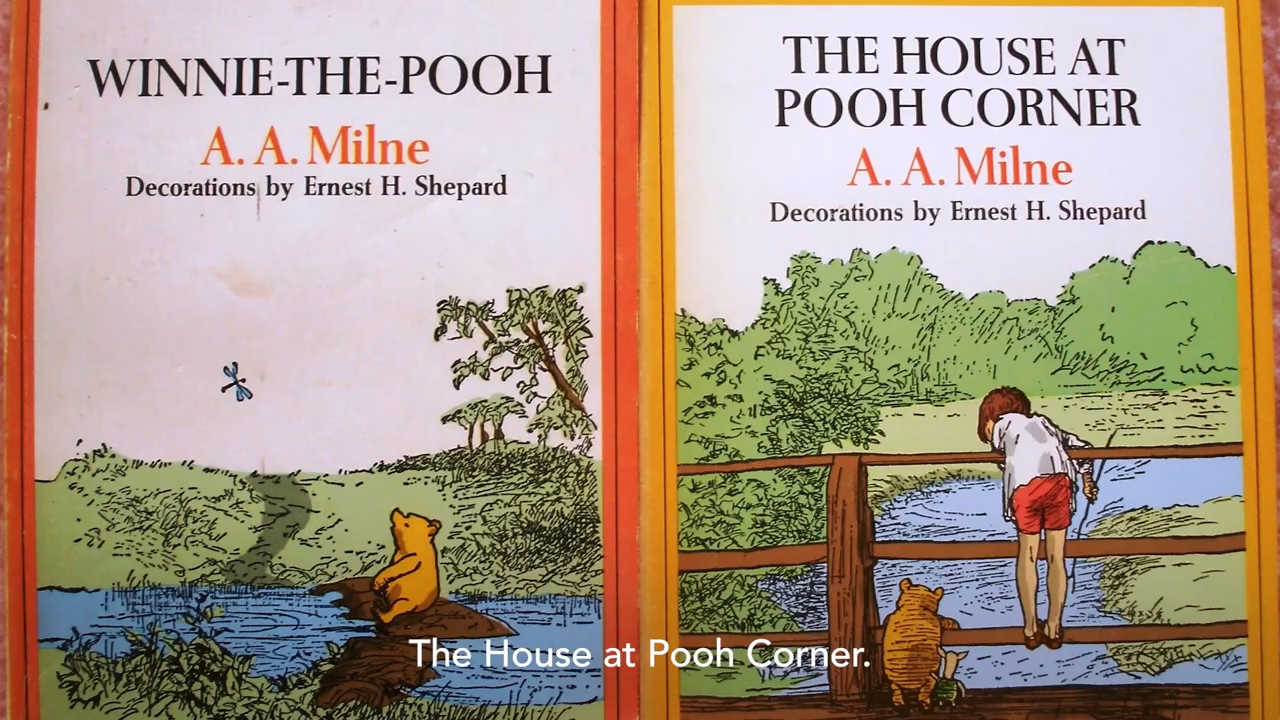 WINNIE-THE-POOH
A. A. Milne
Decorations by Ernest H. Shepard
THE HOUSE AT
POOH CORNER
A. A. Milne
Decorations by Ernest H. Shepard
The House at Pooh Corner.